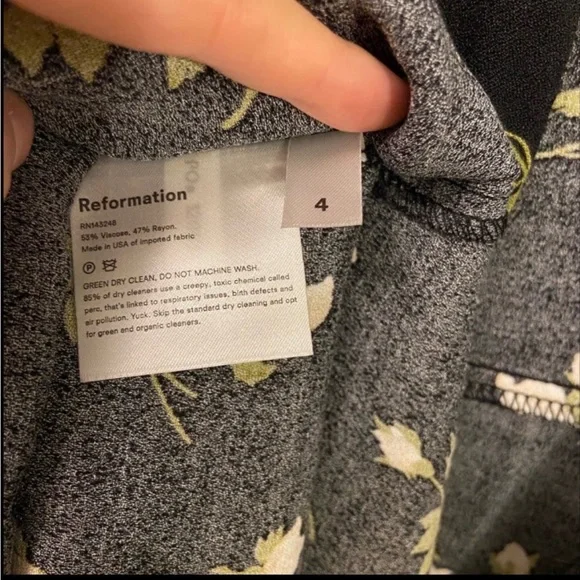 Reformation
RN143248
53% Viscose, 47% Rayon.
Made in USA of imported fabric
P
GREEN DRY CLEAN, DO NOT MACHINE WASH.
85% of dry cleaners use a creepy, toxic chemical called
perc, that's linked to respiratory issues, bith defects and
air pollution. Yuck. Skip the standard dry cleaning and opt
for green and organic cleaners.
4